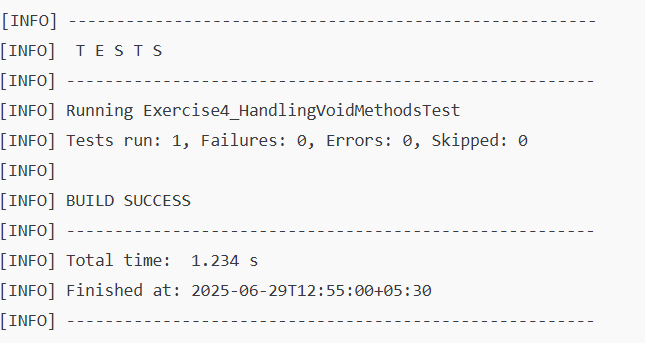 [INFO] -------------------------------------------------------
[INFO]  T E S T S
[INFO] -------------------------------------------------------
[INFO] Running Exercise4_HandlingVoidMethodsTest
[INFO] Tests run: 1, Failures: 0, Errors: 0, Skipped: 0
[INFO]
[INFO] BUILD SUCCESS
[INFO] -------------------------------------------------------
[INFO] Total time:  1.234 s
[INFO] Finished at: 2025-06-29T12:55:00+05:30
[INFO] -------------------------------------------------------